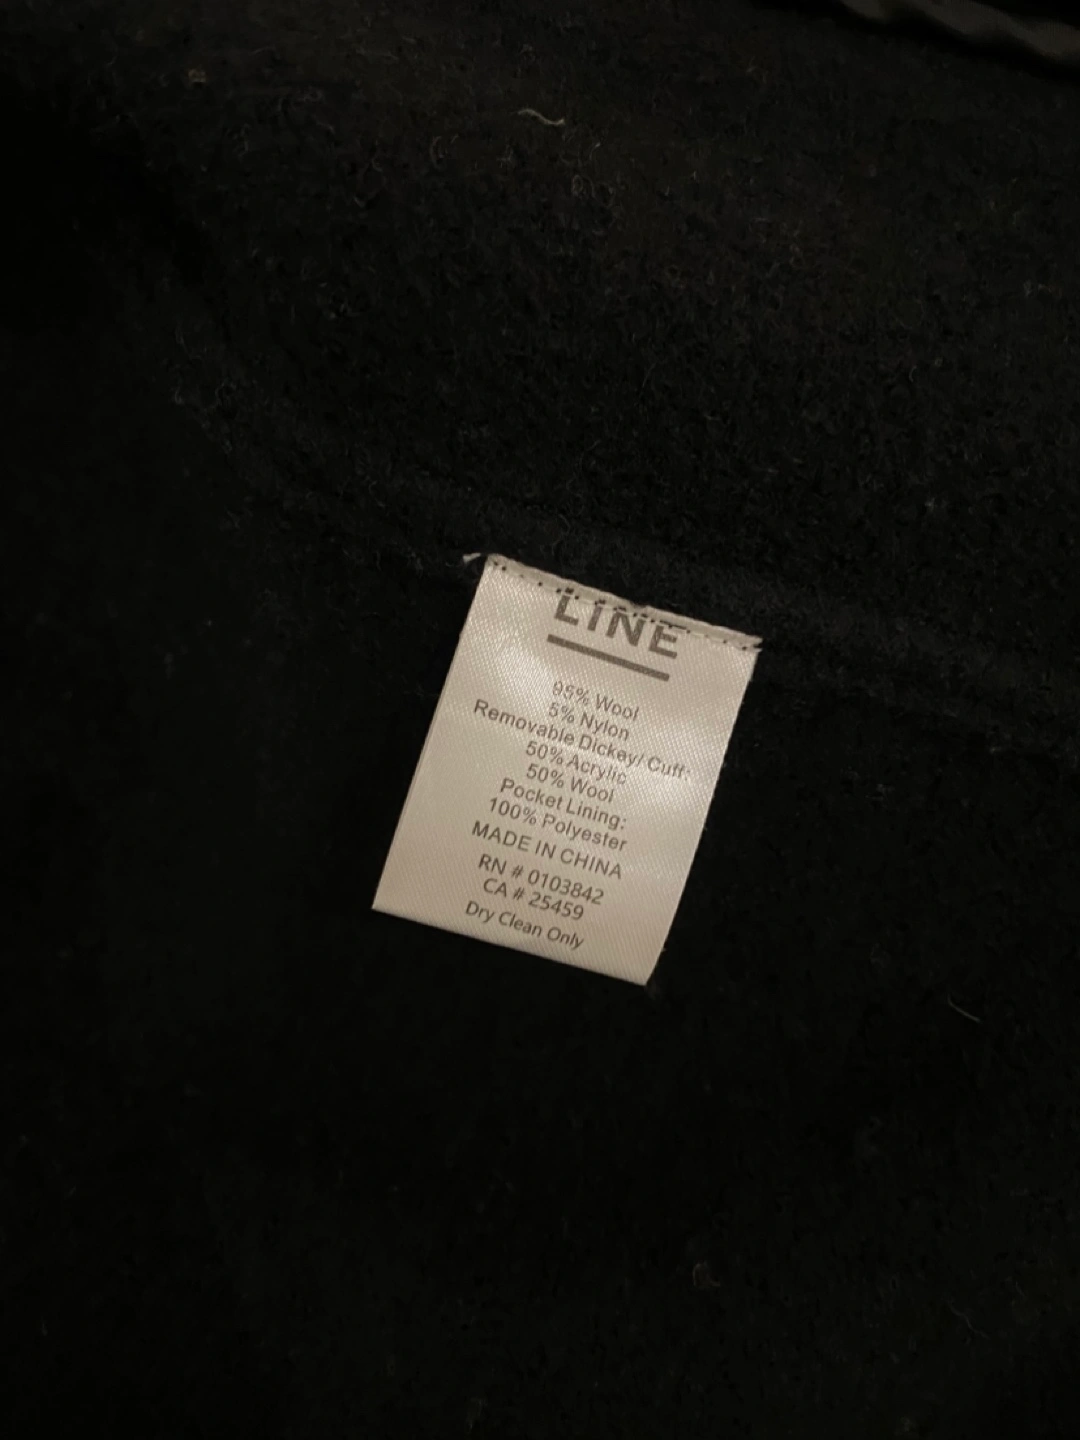 LINE
95% Wool
5% Nylon
Removable Dickey/ Cuff:
50% Acrylic
50% Wool
Pocket Lining:
100% Polyester
MADE IN CHINA
RN # 0103842
CA # 25459
Dry Clean Only